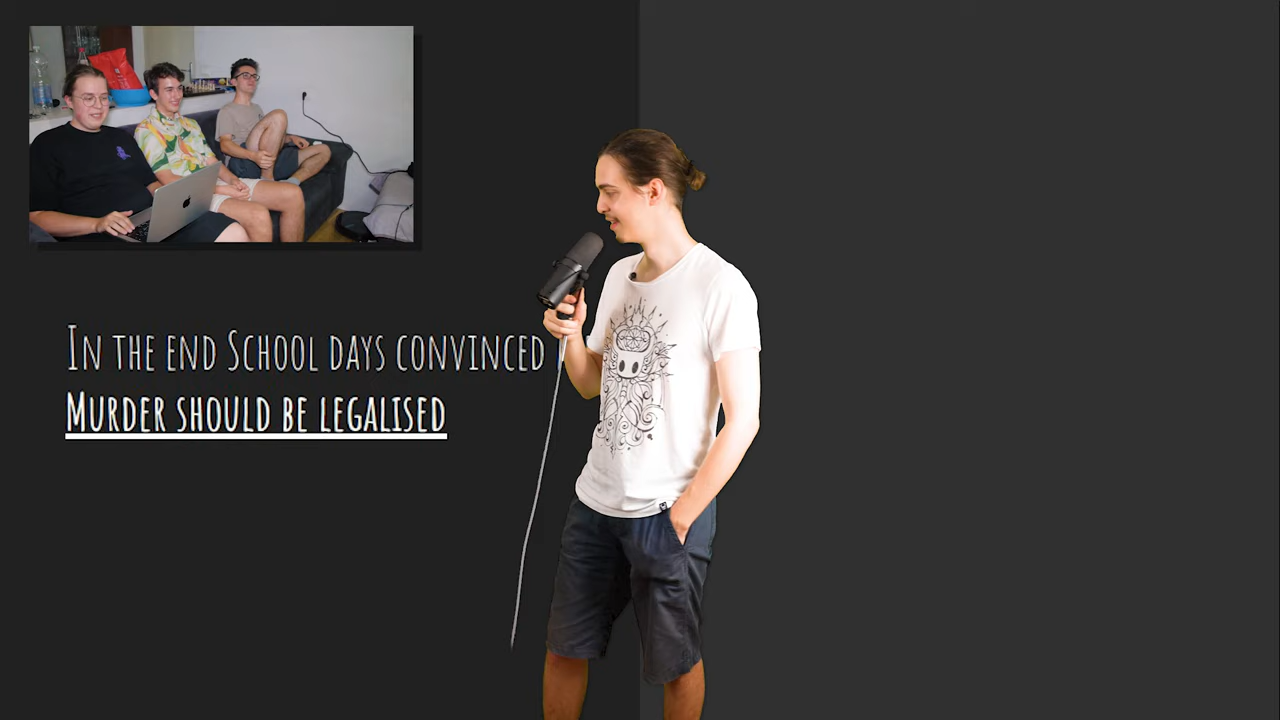 In the end School days convinced
Murder should be legalised